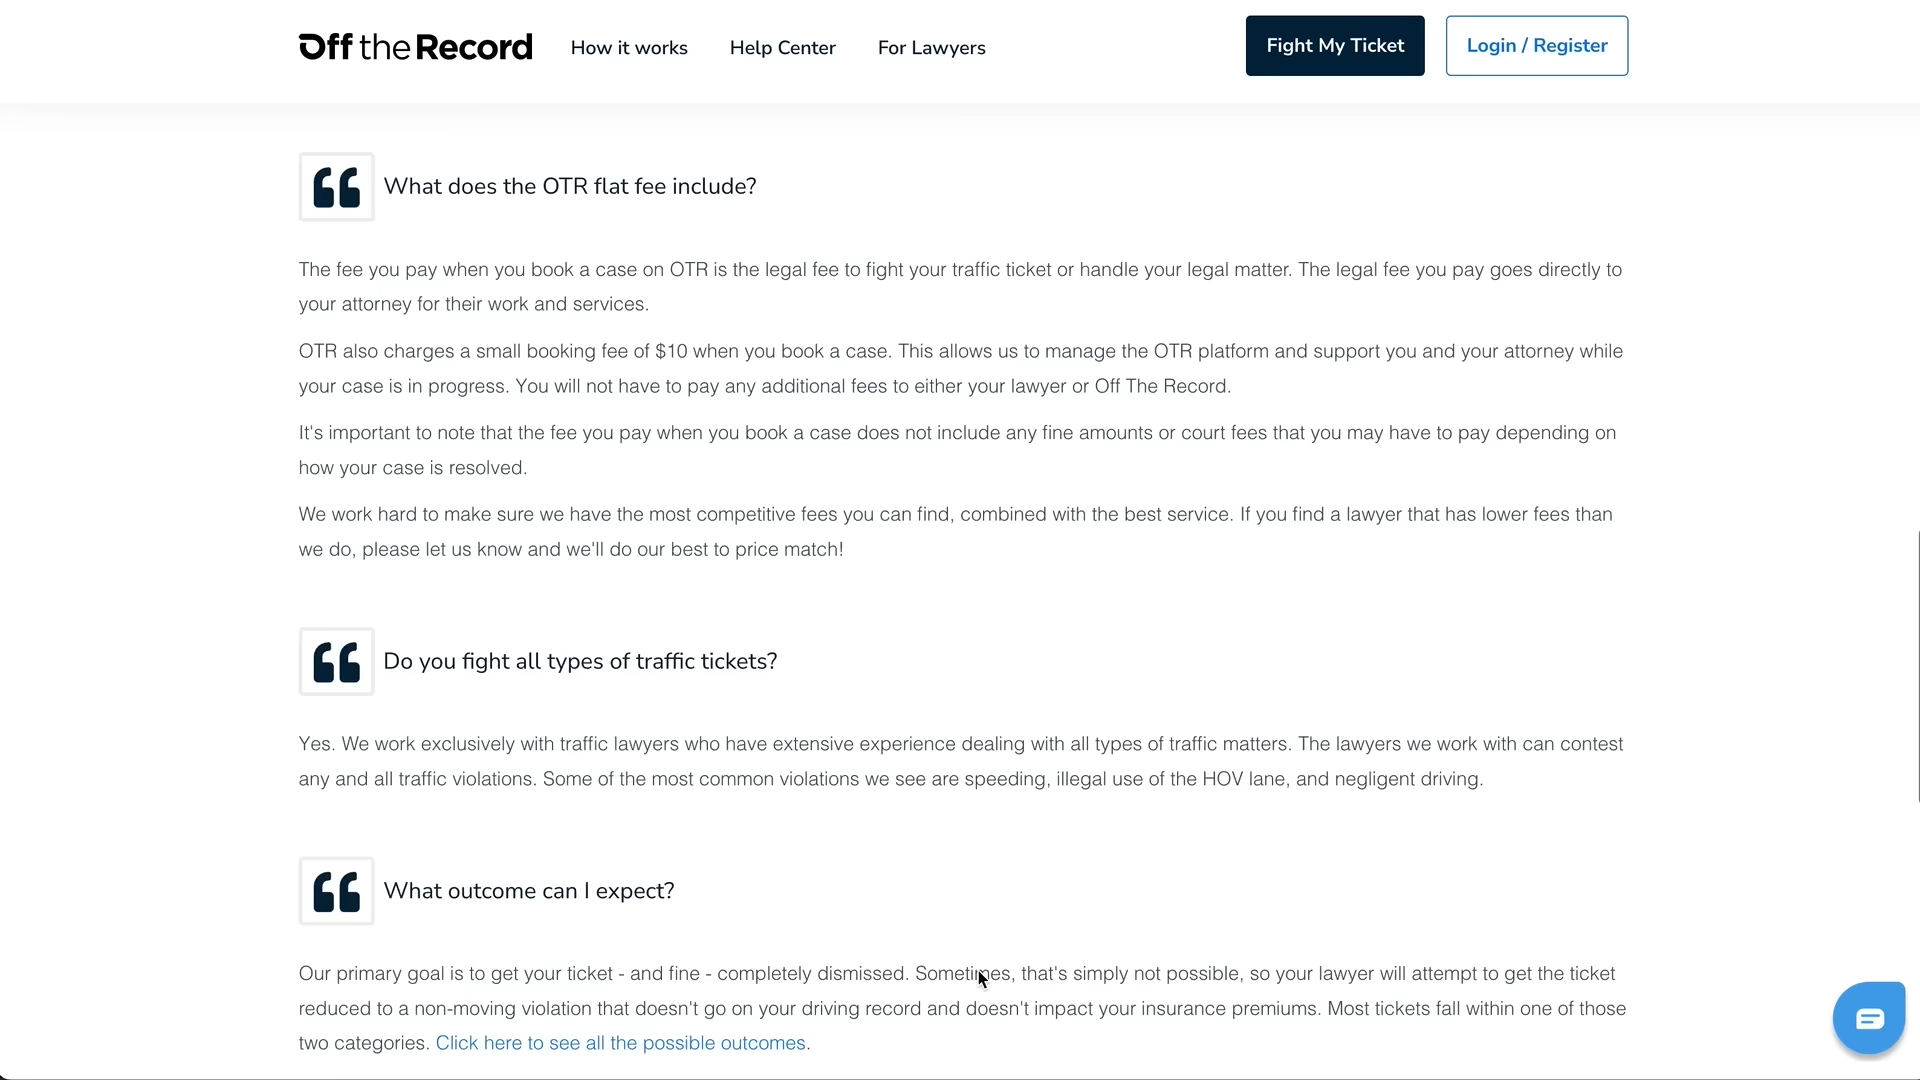 Off the Record How it works Help Center For Lawyers Fight My Ticket Login / Register
What does the OTR flat fee include?
The fee you pay when you book a case on OTR is the legal fee to fight your traffic ticket or handle your legal matter. The legal fee you pay goes directly to
your attorney for their work and services.
OTR also charges a small booking fee of $10 when you book a case. This allows us to manage the OTR platform and support you and your attorney while
your case is in progress. You will not have to pay any additional fees to either your lawyer or Off The Record.
It's important to note that the fee you pay when you book a case does not include any fine amounts or court fees that you may have to pay depending on
how your case is resolved.
We work hard to make sure we have the most competitive fees you can find, combined with the best service. If you find a lawyer that has lower fees than
we do, please let us know and we'll do our best to price match!
Do you fight all types of traffic tickets?
Yes. We work exclusively with traffic lawyers who have extensive experience dealing with all types of traffic matters. The lawyers we work with can contest
any and all traffic violations. Some of the most common violations we see are speeding, illegal use of the HOV lane, and negligent driving.
What outcome can I expect?
Our primary goal is to get your ticket - and fine - completely dismissed. Sometimes, that's simply not possible, so your lawyer will attempt to get the ticket
reduced to a non-moving violation that doesn't go on your driving record and doesn't impact your insurance premiums. Most tickets fall within one of those
two categories. Click here to see all the possible outcomes.